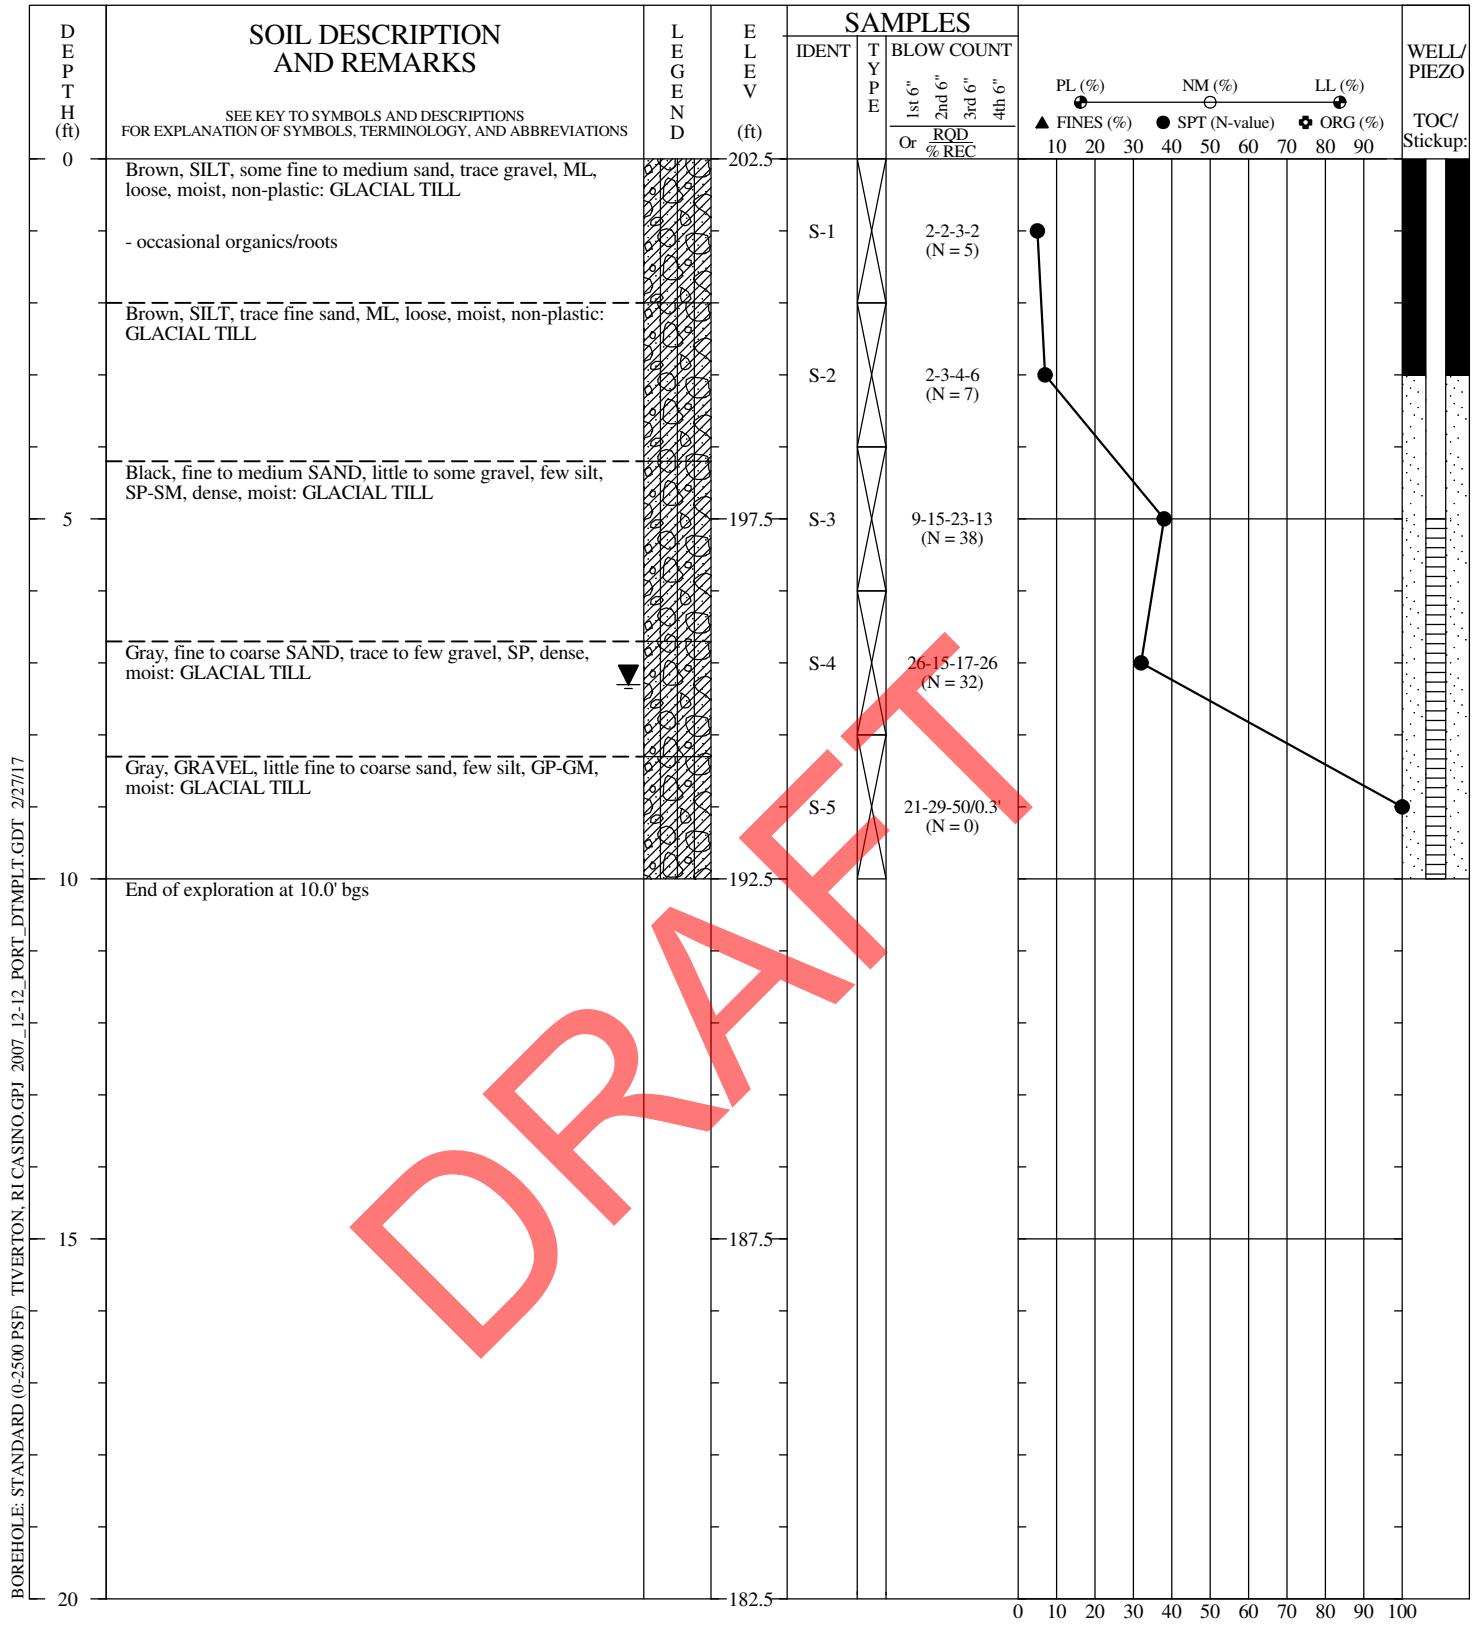 DEPTH (ft)
SOIL DESCRIPTION
AND REMARKS
SEE KEY TO SYMBOLS AND DESCRIPTIONS
FOR EXPLANATION OF SYMBOLS, TERMINOLOGY, AND ABBREVIATIONS
LEGEND
ELEV (ft)
SAMPLES
IDENT
TYPE
BLOW COUNT
1st 6"
2nd 6"
3rd 6"
4th 6"
Or RQD
% REC
PL (%) NM (%) LL (%)
▲ FINES (%) ● SPT (N-value) ORG (%)
10 20 30 40 50 60 70 80 90
WELL/
PIEZO
TOC/
Stickup:
0
Brown, SILT, some fine to medium sand, trace gravel, ML,
loose, moist, non-plastic: GLACIAL TILL
- occasional organics/roots
202.5
S-1
2-2-3-2
(N = 5)
Brown, SILT, trace fine sand, ML, loose, moist, non-plastic:
GLACIAL TILL
S-2
2-3-4-6
(N = 7)
Black, fine to medium SAND, little to some gravel, few silt,
SP-SM, dense, moist: GLACIAL TILL
5
197.5
S-3
9-15-23-13
(N = 38)
Gray, fine to coarse SAND, trace to few gravel, SP, dense,
moist: GLACIAL TILL
S-4
26-15-17-26
(N = 32)
Gray, GRAVEL, little fine to coarse sand, few silt, GP-GM,
moist: GLACIAL TILL
S-5
21-29-50/0.3'
(N = 0)
10
End of exploration at 10.0' bgs
192.5
15
187.5
20
182.5
0 10 20 30 40 50 60 70 80 90 100
DRAFT
BOREHOLE: STANDARD (0-2500 PSF) TIVERTON, RI CASINO.GPJ 2007_12-12_PORT_DTMPLT.GDT 2/27/17